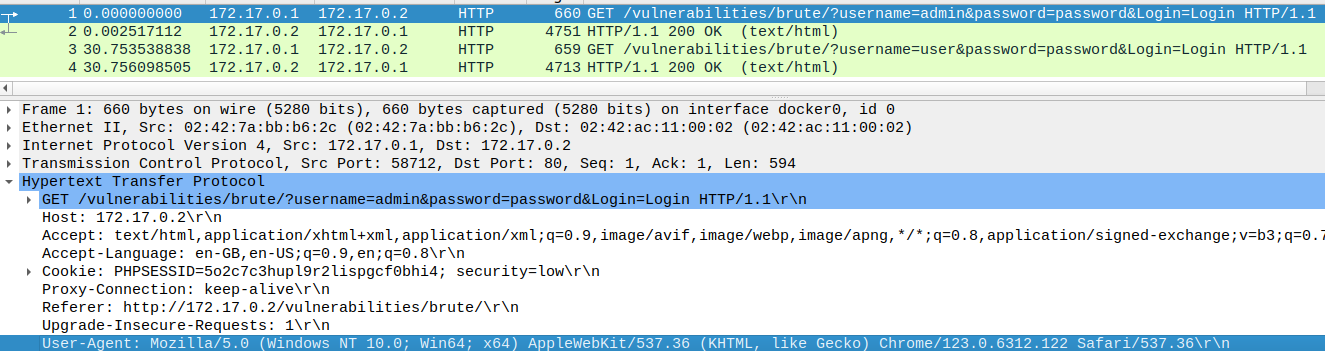 1 0.000000000 172.17.0.1 172.17.0.2 HTTP 660 GET /vulnerabilities/brute/?username=admin&password=password&Login=Login HTTP/1.1
2 0.002517112 172.17.0.2 172.17.0.1 HTTP 4751 HTTP/1.1 200 OK (text/html)
3 30.753538838 172.17.0.1 172.17.0.2 HTTP 659 GET /vulnerabilities/brute/?username=user&password=password&Login=Login HTTP/1.1
4 30.756098505 172.17.0.2 172.17.0.1 HTTP 4713 HTTP/1.1 200 OK (text/html)
Frame 1: 660 bytes on wire (5280 bits), 660 bytes captured (5280 bits) on interface docker0, id 0
Ethernet II, Src: 02:42:7a:bb:b6:2c (02:42:7a:bb:b6:2c), Dst: 02:42:ac:11:00:02 (02:42:ac:11:00:02)
Internet Protocol Version 4, Src: 172.17.0.1, Dst: 172.17.0.2
Transmission Control Protocol, Src Port: 58712, Dst Port: 80, Seq: 1, Ack: 1, Len: 594
Hypertext Transfer Protocol
GET /vulnerabilities/brute/?username=admin&password=password&Login=Login HTTP/1.1\r\n
Host: 172.17.0.2\r\n
Accept: text/html,application/xhtml+xml,application/xml;q=0.9,image/avif,image/webp,image/apng,*/*;q=0.8,application/signed-exchange;v=b3;q=0.7
Accept-Language: en-GB,en-US;q=0.9,en;q=0.8\r\n
Cookie: PHPSESSID=5o2c7c3hupl9r2lispgcf0bhi4; security=low\r\n
Proxy-Connection: keep-alive\r\n
Referer: http://172.17.0.2/vulnerabilities/brute/\r\n
Upgrade-Insecure-Requests: 1\r\n
User-Agent: Mozilla/5.0 (Windows NT 10.0; Win64; x64) AppleWebKit/537.36 (KHTML, like Gecko) Chrome/123.0.6312.122 Safari/537.36\r\n